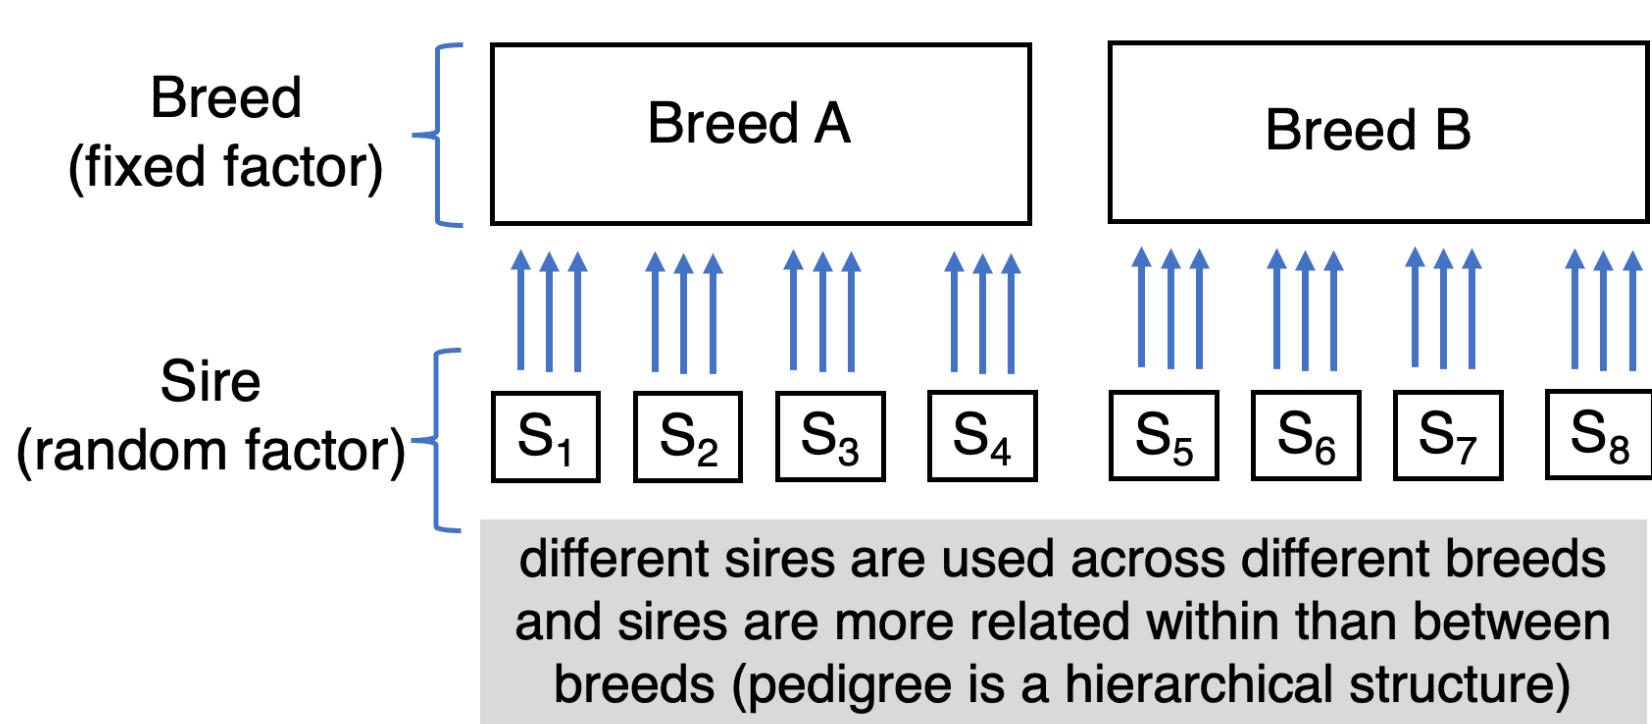 Breed
(fixed factor)
Breed A
Breed B
Sire
(random factor)
S1
S2
S3
S4
S5
S6
S7
S8
different sires are used across different breeds
and sires are more related within than between
breeds (pedigree is a hierarchical structure)